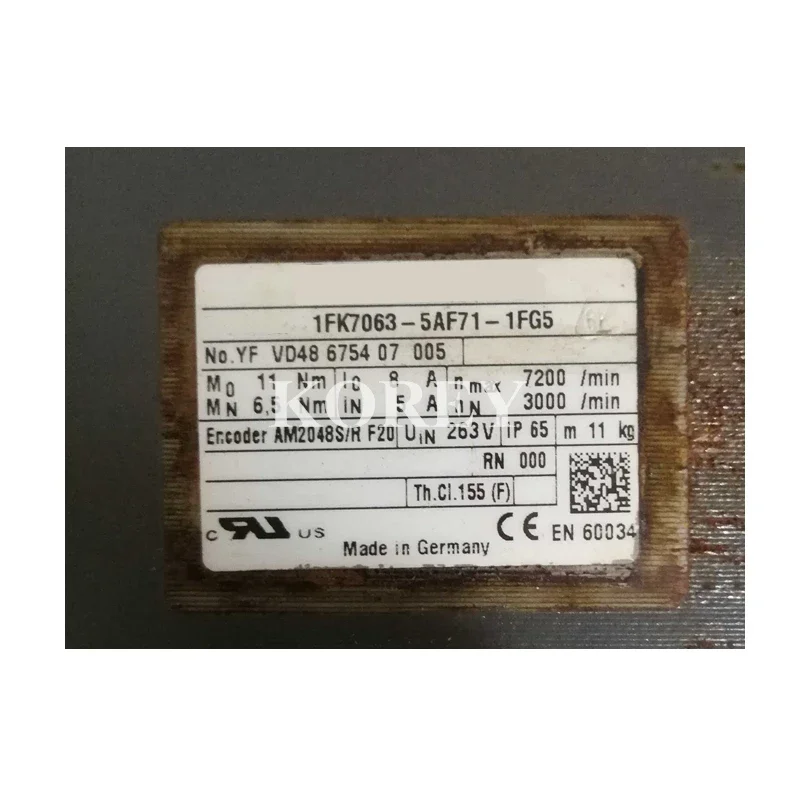 1FK7063-5AF71-1FG5
No.YF VD48 6754 07 005
M0 11 Nm I0 8 A nmax 7200 /min
MN 6,5 Nm IN 5 A nN 3000 /min
Encoder AM2048S/R F20 UIN 263 V IP 65 m 11 kg
RN 000
Th.Cl.155 (F)
C RU US CE EN 60034
Made in Germany
KOREY